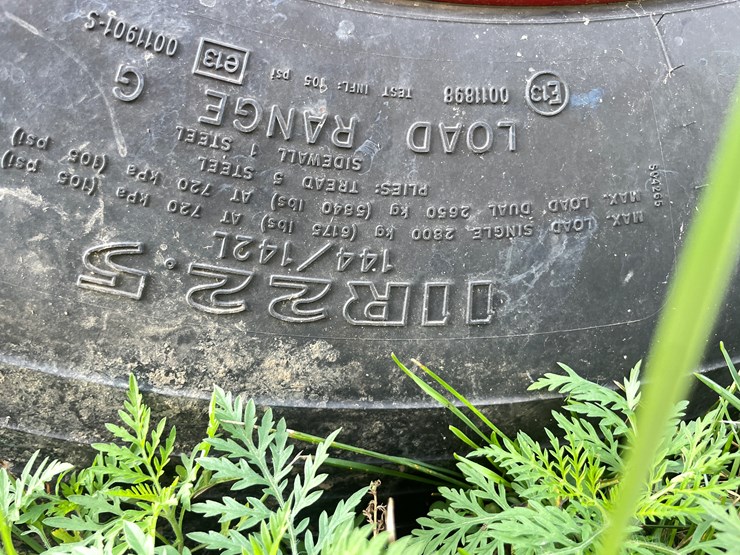 11R22.5
144/142L
MAX. LOAD SINGLE 2800 kg (6175 lbs) AT 720 kPa (105 psi)
MAX. LOAD DUAL 2650 kg (5840 lbs) AT 720 kPa (105 psi)
PLIES: TREAD 5 STEEL
SIDEWALL 1 STEEL
LOAD RANGE G
TEST INFL: 105 psi
E13 0011898
e13 0011901-S
504265